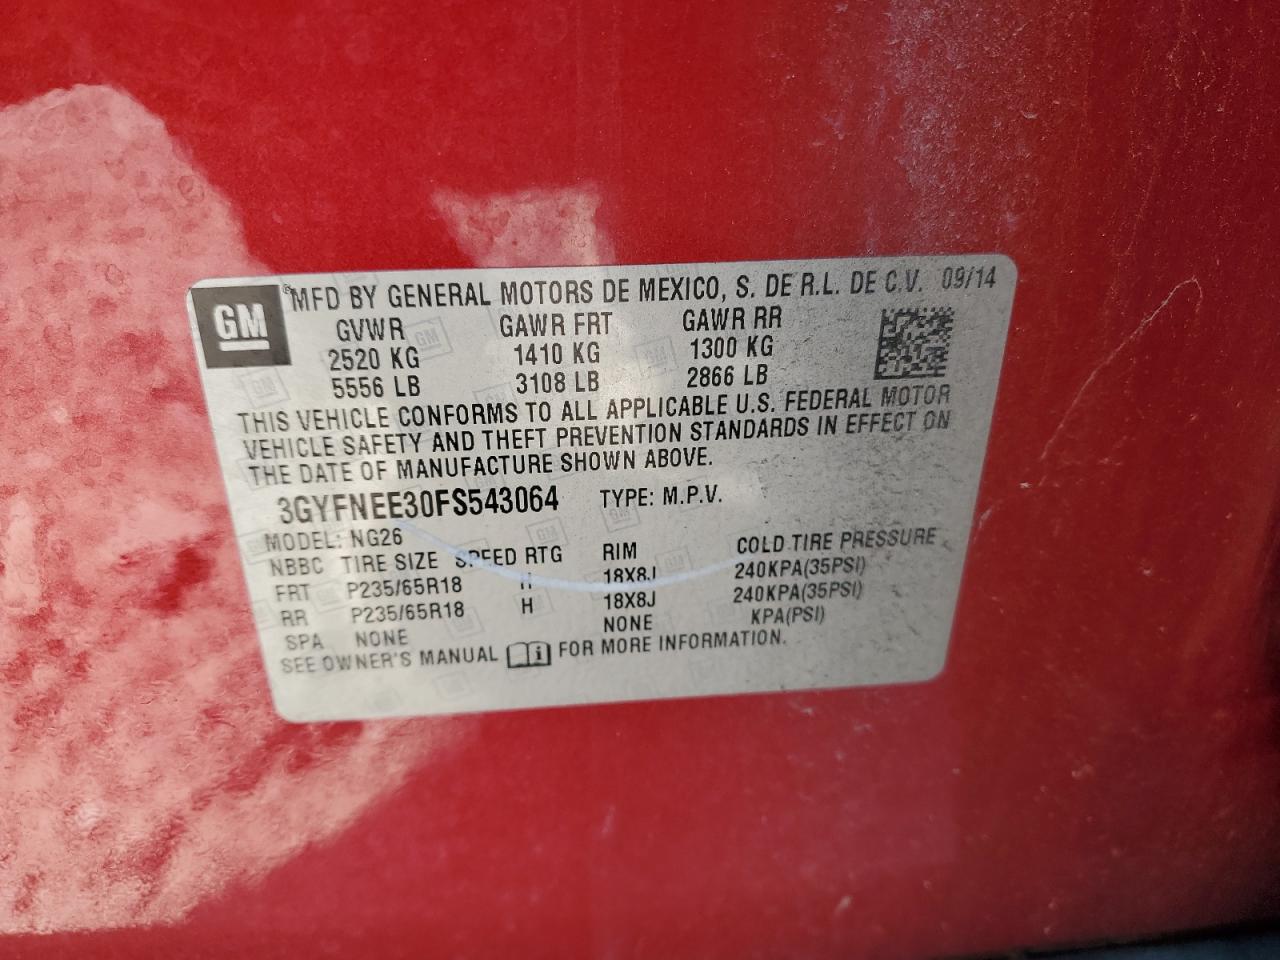 GM
®MFD BY GENERAL MOTORS DE MEXICO, S. DE R.L. DE C.V. 09/14
GVWR GAWR FRT GAWR RR
2520 KG 1410 KG 1300 KG
5556 LB 3108 LB 2866 LB
THIS VEHICLE CONFORMS TO ALL APPLICABLE U.S. FEDERAL MOTOR
VEHICLE SAFETY AND THEFT PREVENTION STANDARDS IN EFFECT ON
THE DATE OF MANUFACTURE SHOWN ABOVE.
3GYFNEE30FS543064 TYPE: M.P.V.
MODEL: NG26
NBBC TIRE SIZE SPEED RTG RIM COLD TIRE PRESSURE
FRT P235/65R18 H 18X8J 240KPA(35PSI)
RR P235/65R18 H 18X8J 240KPA(35PSI)
SPA NONE NONE KPA(PSI)
SEE OWNER'S MANUAL FOR MORE INFORMATION.